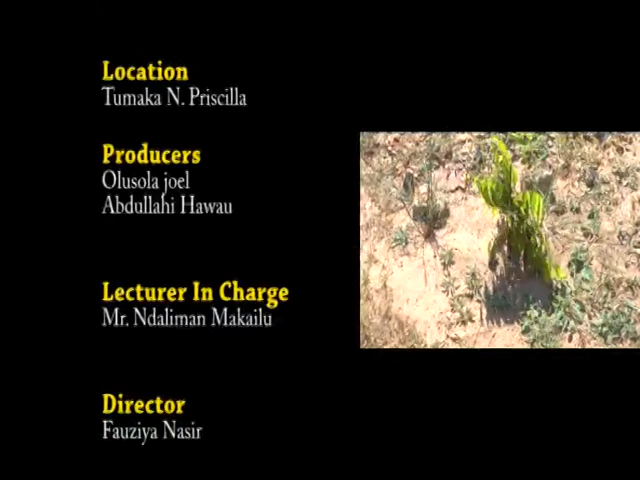 Location
Tumaka N. Priscilla
Producers
Olusola joel
Abdullahi Hawau
Lecturer In Charge
Mr. Ndaliman Makailu
Director
Fauziya Nasir